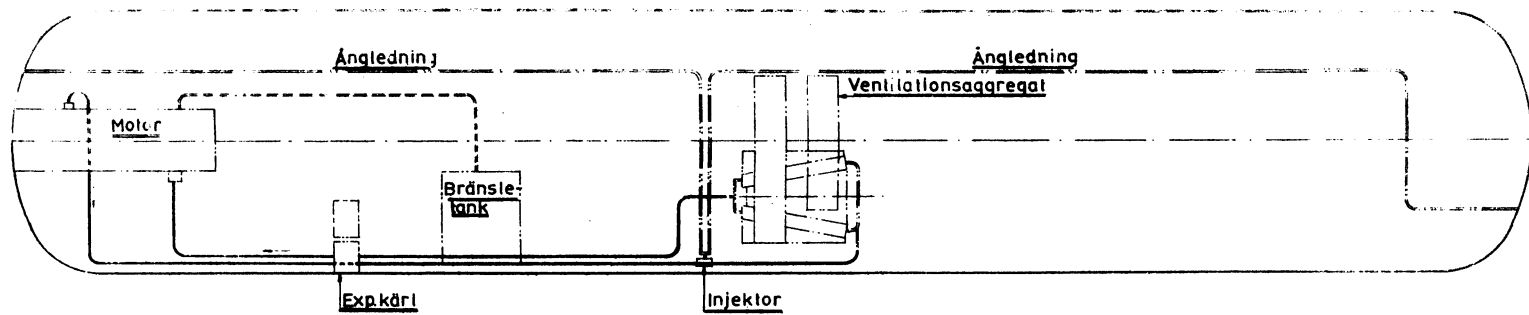 Ångledning
Ångledning
Ventilationsaggregat
Motor
Bränsle-
tank
Exp.kärl
Injektor